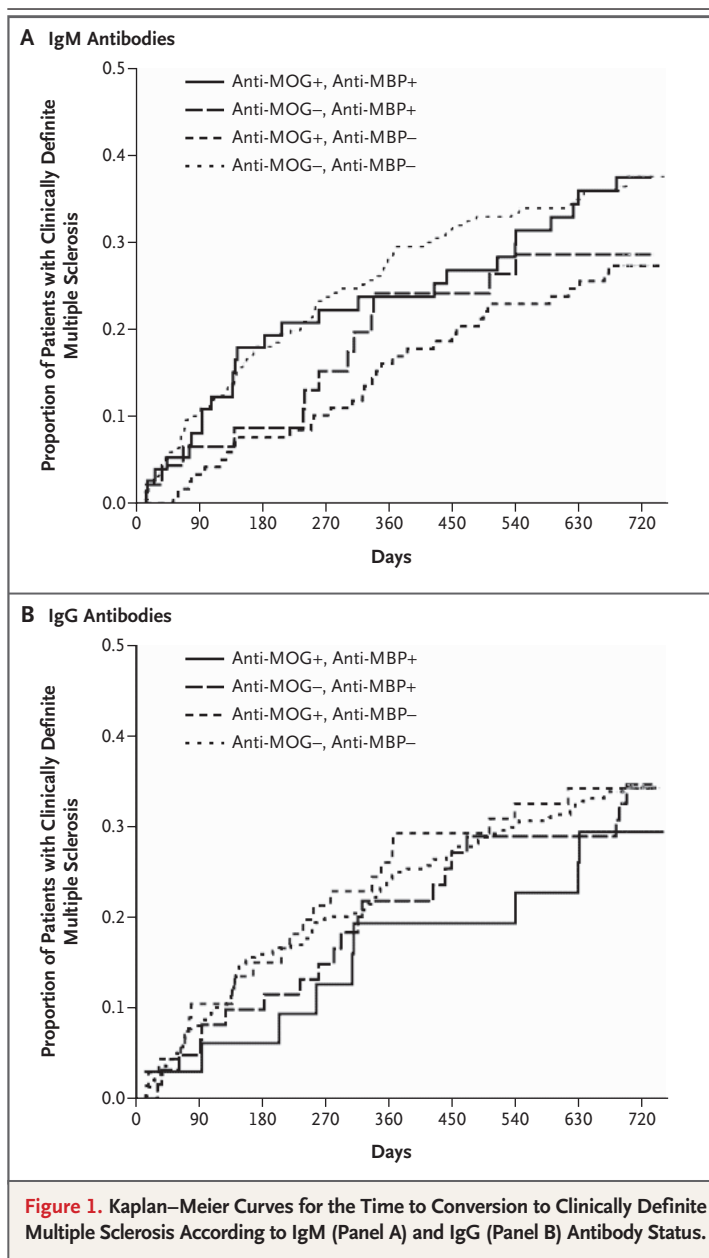 A IgM Antibodies
0.5
0.4
0.3
0.2
0.1
0.0
Proportion of Patients with Clinically Definite
Multiple Sclerosis
Anti-MOG+, Anti-MBP+
Anti-MOG–, Anti-MBP+
Anti-MOG+, Anti-MBP–
Anti-MOG–, Anti-MBP–
0 90 180 270 360 450 540 630 720
Days
B IgG Antibodies
0.5
0.4
0.3
0.2
0.1
0.0
Proportion of Patients with Clinically Definite
Multiple Sclerosis
Anti-MOG+, Anti-MBP+
Anti-MOG–, Anti-MBP+
Anti-MOG+, Anti-MBP–
Anti-MOG–, Anti-MBP–
0 90 180 270 360 450 540 630 720
Days
Figure 1. Kaplan–Meier Curves for the Time to Conversion to Clinically Definite
Multiple Sclerosis According to IgM (Panel A) and IgG (Panel B) Antibody Status.